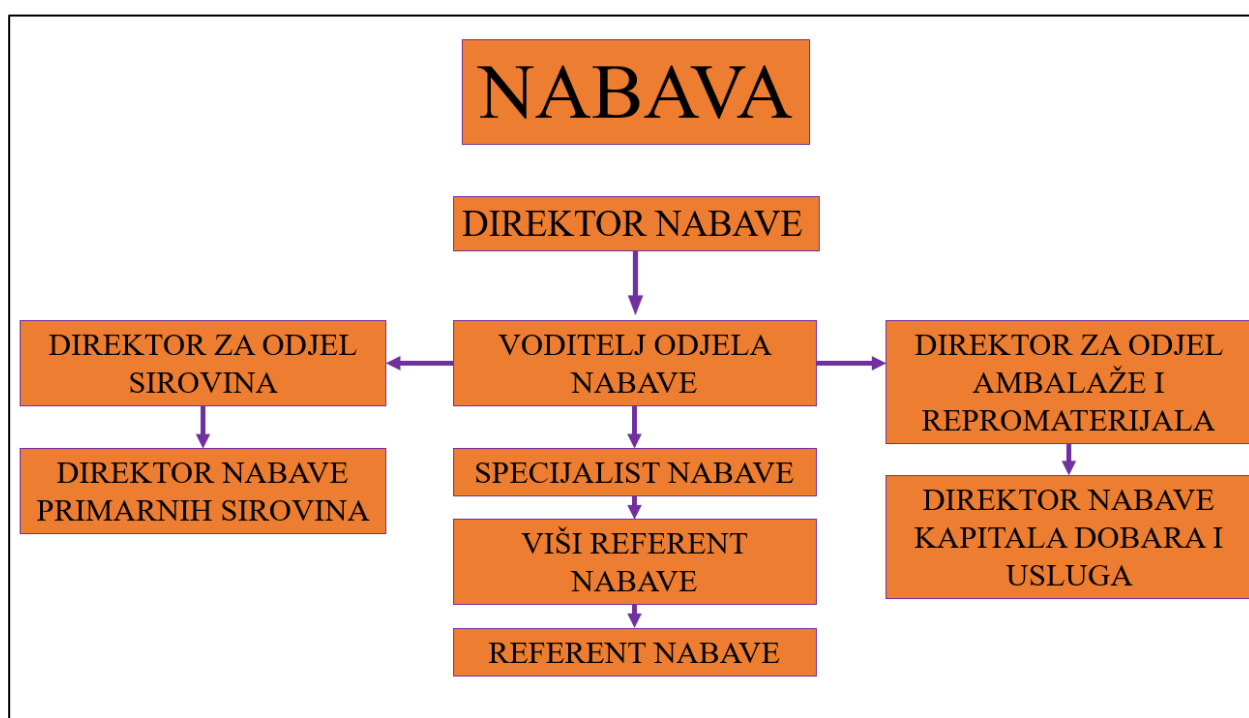 NABAVA
DIREKTOR NABAVE
DIREKTOR ZA ODJEL
SIROVINA
VODITELJ ODJELA
NABAVE
DIREKTOR ZA ODJEL
AMBALAŽE I
REPROMATERIJALA
DIREKTOR NABAVE
PRIMARNIH SIROVINA
SPECIJALIST NABAVE
DIREKTOR NABAVE
KAPITALA DOBARA I
USLUGA
VIŠI REFERENT
NABAVE
REFERENT NABAVE